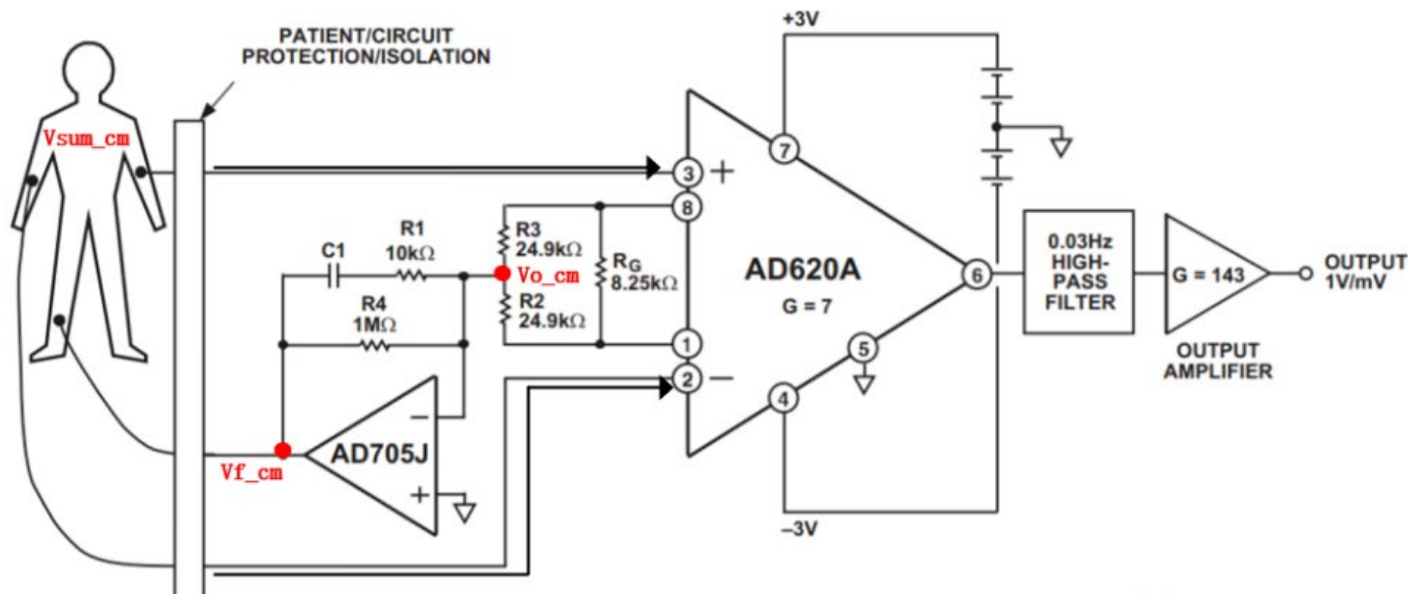 PATIENT/CIRCUIT
PROTECTION/ISOLATION
+3V
Vsum_cm
7
3
+
8
C1
R1
10kΩ
R3
24.9kΩ
Vo_cm
RG
8.25kΩ
R2
24.9kΩ
R4
1MΩ
AD620A
G = 7
6
0.03Hz
HIGH-
PASS
FILTER
G = 143
OUTPUT
1V/mV
1
2
–
5
4
OUTPUT
AMPLIFIER
–
AD705J
+
Vf_cm
–3V